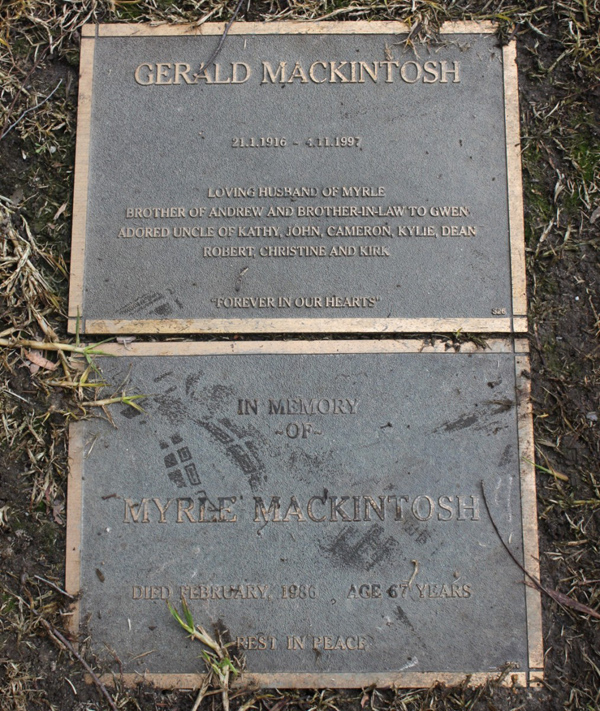 GERALD MACKINTOSH
21.1.1916 - 4.11.1997
LOVING HUSBAND OF MYRLE
BROTHER OF ANDREW AND BROTHER-IN-LAW TO GWEN
ADORED UNCLE OF KATHY, JOHN, CAMERON, KYLIE, DEAN
ROBERT, CHRISTINE AND KIRK
"FOREVER IN OUR HEARTS"
326
IN MEMORY
~OF~
MYRLE MACKINTOSH
DIED FEBRUARY, 1986 AGE 67 YEARS
REST IN PEACE